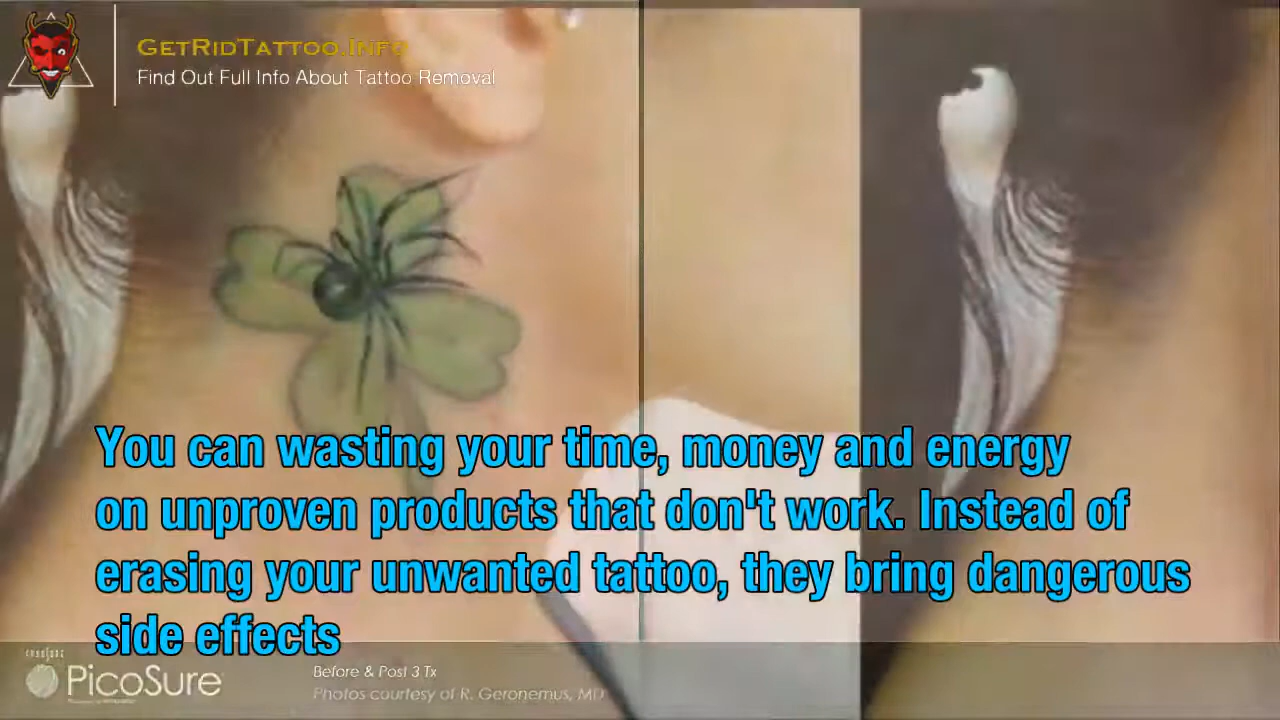 GetRidTattoo.Info
Find Out Full Info About Tattoo Removal
You can wasting your time, money and energy
on unproven products that don't work. Instead of
erasing your unwanted tattoo, they bring dangerous
side effects
PicoSure
Before & Post 3 Tx
Photos courtesy of R. Geronemus, MD